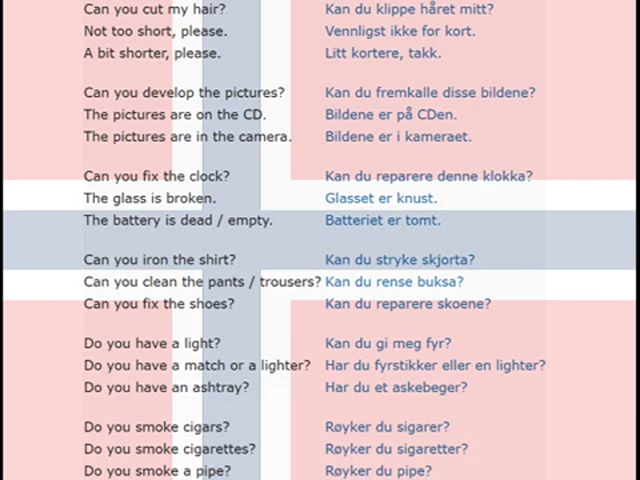 Can you cut my hair? Kan du klippe håret mitt?
Not too short, please. Vennligst ikke for kort.
A bit shorter, please. Litt kortere, takk.
Can you develop the pictures? Kan du fremkalle disse bildene?
The pictures are on the CD. Bildene er på CDen.
The pictures are in the camera. Bildene er i kameraet.
Can you fix the clock? Kan du reparere denne klokka?
The glass is broken. Glasset er knust.
The battery is dead / empty. Batteriet er tomt.
Can you iron the shirt? Kan du stryke skjorta?
Can you clean the pants / trousers? Kan du rense buksa?
Can you fix the shoes? Kan du reparere skoene?
Do you have a light? Kan du gi meg fyr?
Do you have a match or a lighter? Har du fyrstikker eller en lighter?
Do you have an ashtray? Har du et askebeger?
Do you smoke cigars? Røyker du sigarer?
Do you smoke cigarettes? Røyker du sigaretter?
Do you smoke a pipe? Røyker du pipe?